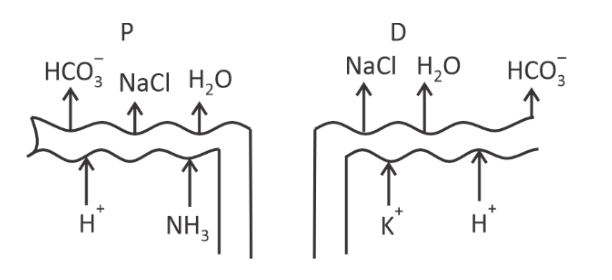 P
D
HCO₃⁻ NaCl H₂O
NaCl H₂O HCO₃⁻
H⁺ NH₃
K⁺ H⁺